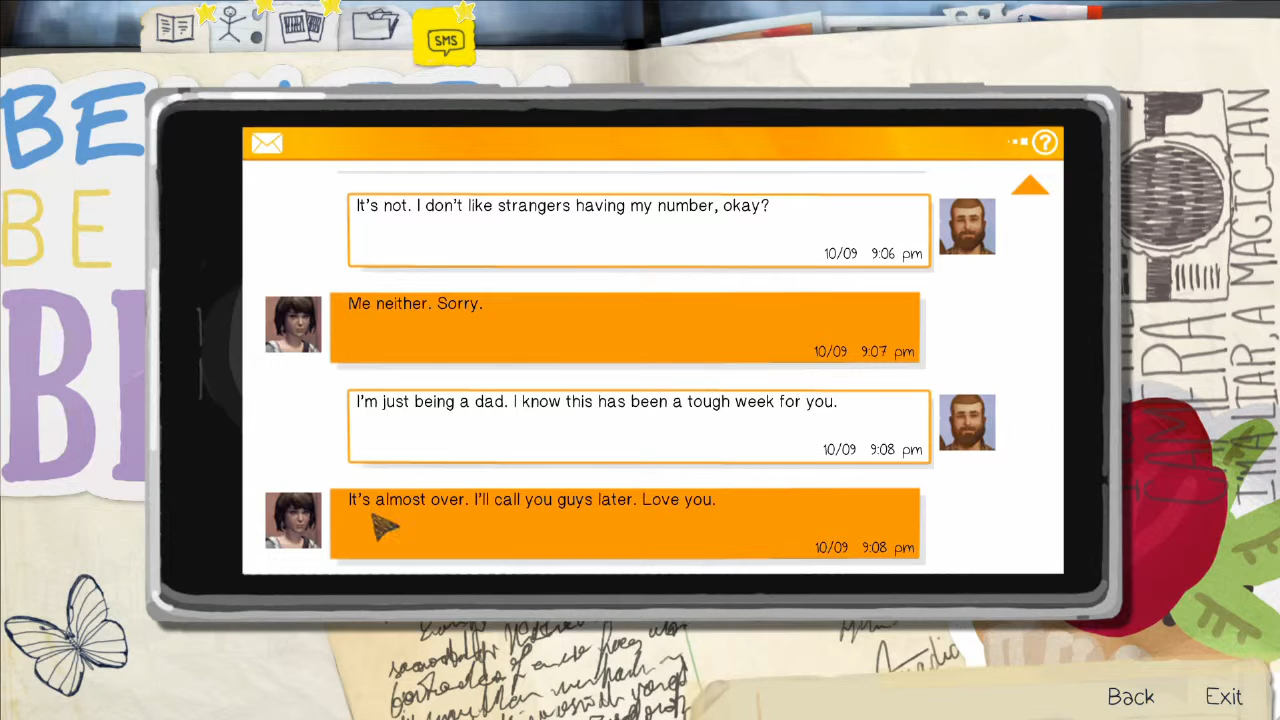 SMS
BE
BE
?
It's not. I don't like strangers having my number, okay?
10/09 9:06 pm
Me neither. Sorry.
10/09 9:07 pm
I'm just being a dad. I know this has been a tough week for you.
10/09 9:08 pm
It's almost over. I'll call you guys later. Love you.
10/09 9:08 pm
I'M A LIAR, A MAGICIAN
Back
Exit